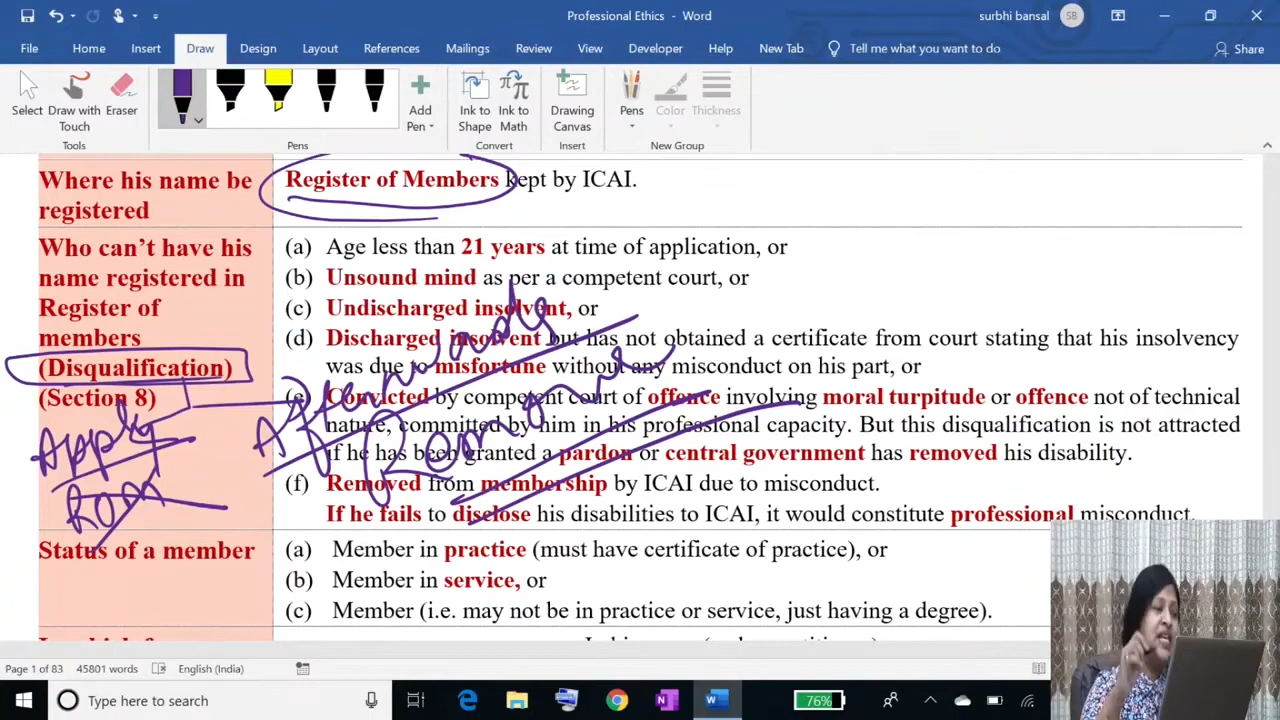 Professional Ethics - Word
surbhi bansal
SB
File Home Insert Draw Design Layout References Mailings Review View Developer Help New Tab Tell me what you want to do Share
Select Draw with Touch Eraser
Tools
Pens
Add Pen
Ink to Shape Ink to Math
Convert
Drawing Canvas
Insert
Pens Color Thickness
New Group
Where his name be registered
Register of Members kept by ICAI.
Who can't have his
name registered in
Register of
members
(Disqualification)
(Section 8)
(a) Age less than 21 years at time of application, or
(b) Unsound mind as per a competent court, or
(c) Undischarged insolvent, or
(d) Discharged insolvent but has not obtained a certificate from court stating that his insolvency
was due to misfortune without any misconduct on his part, or
(e) Convicted by competent court of offence involving moral turpitude or offence not of technical
nature, committed by him in his professional capacity. But this disqualification is not attracted
if he has been granted a pardon or central government has removed his disability.
(f) Removed from membership by ICAI due to misconduct.
If he fails to disclose his disabilities to ICAI, it would constitute professional misconduct.
Apply
ROM
Afterwards
Remove
Status of a member
(a) Member in practice (must have certificate of practice), or
(b) Member in service, or
(c) Member (i.e. may not be in practice or service, just having a degree).
Page 1 of 83 45801 words English (India)
Type here to search
76%